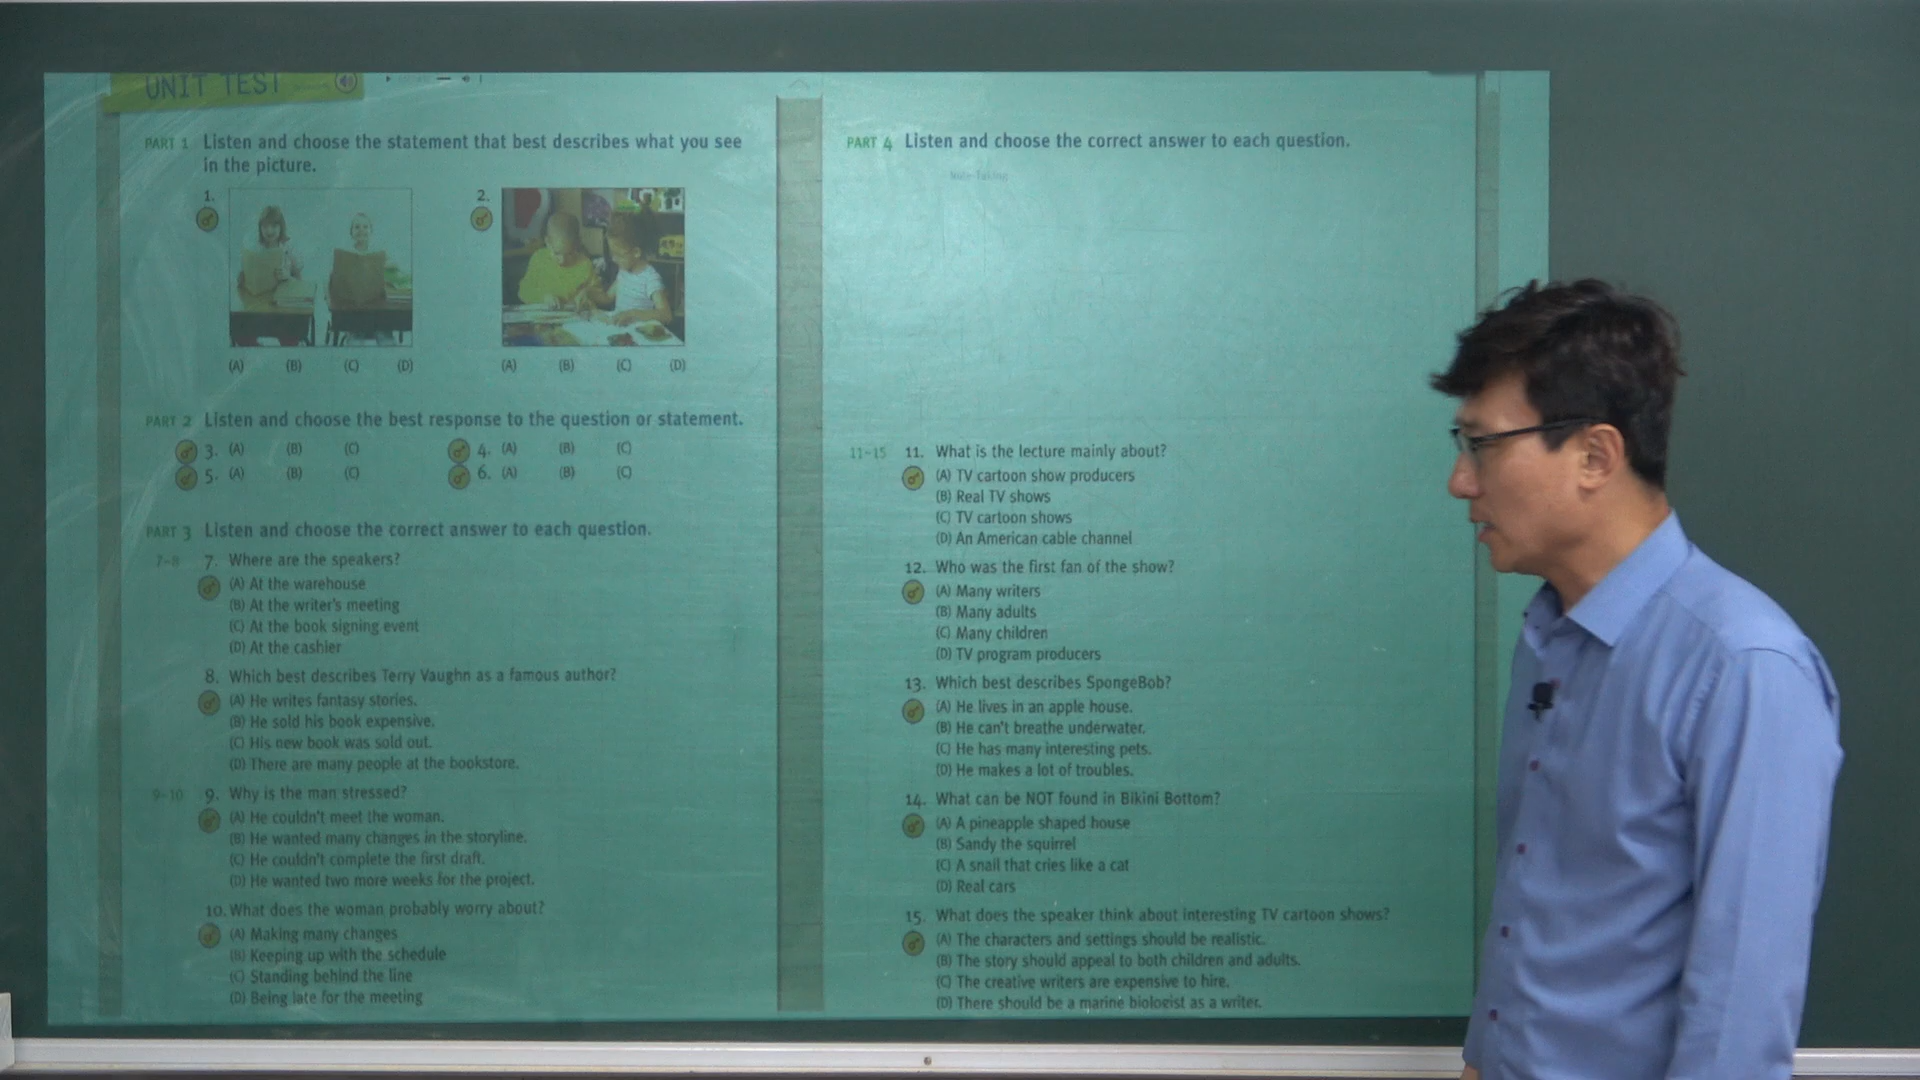 UNIT TEST
PART 1 Listen and choose the statement that best describes what you see
in the picture.
1.
2.
(A) (B) (C) (D)
(A) (B) (C) (D)
PART 2 Listen and choose the best response to the question or statement.
3. (A) (B) (C)
4. (A) (B) (C)
5. (A) (B) (C)
6. (A) (B) (C)
PART 3 Listen and choose the correct answer to each question.
7-8 7. Where are the speakers?
(A) At the warehouse
(B) At the writer's meeting
(C) At the book signing event
(D) At the cashier
8. Which best describes Terry Vaughn as a famous author?
(A) He writes fantasy stories.
(B) He sold his book expensive.
(C) His new book was sold out.
(D) There are many people at the bookstore.
9-10 9. Why is the man stressed?
(A) He couldn't meet the woman.
(B) He wanted many changes in the storyline.
(C) He couldn't complete the first draft.
(D) He wanted two more weeks for the project.
10. What does the woman probably worry about?
(A) Making many changes
(B) Keeping up with the schedule
(C) Standing behind the line
(D) Being late for the meeting
PART 4 Listen and choose the correct answer to each question.
Note-Taking
11-15 11. What is the lecture mainly about?
(A) TV cartoon show producers
(B) Real TV shows
(C) TV cartoon shows
(D) An American cable channel
12. Who was the first fan of the show?
(A) Many writers
(B) Many adults
(C) Many children
(D) TV program producers
13. Which best describes SpongeBob?
(A) He lives in an apple house.
(B) He can't breathe underwater.
(C) He has many interesting pets.
(D) He makes a lot of troubles.
14. What can be NOT found in Bikini Bottom?
(A) A pineapple shaped house
(B) Sandy the squirrel
(C) A snail that cries like a cat
(D) Real cars
15. What does the speaker think about interesting TV cartoon shows?
(A) The characters and settings should be realistic.
(B) The story should appeal to both children and adults.
(C) The creative writers are expensive to hire.
(D) There should be a marine biologist as a writer.